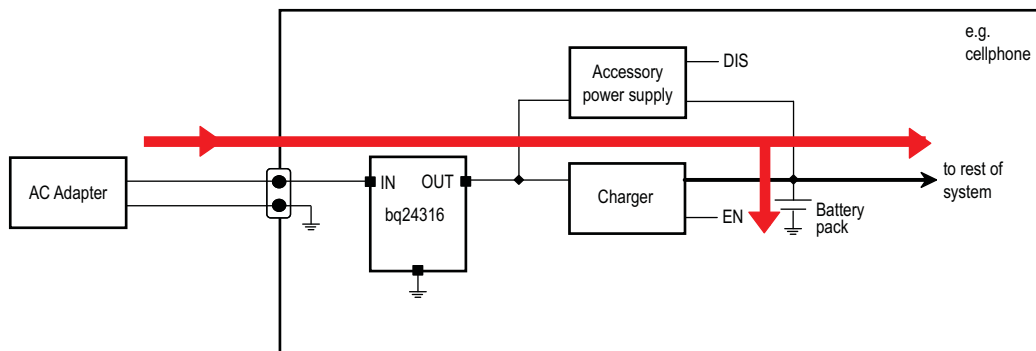 e.g.
cellphone
Accessory
power supply
DIS
AC Adapter
IN
OUT
bq24316
Charger
EN
Battery
pack
to rest of
system